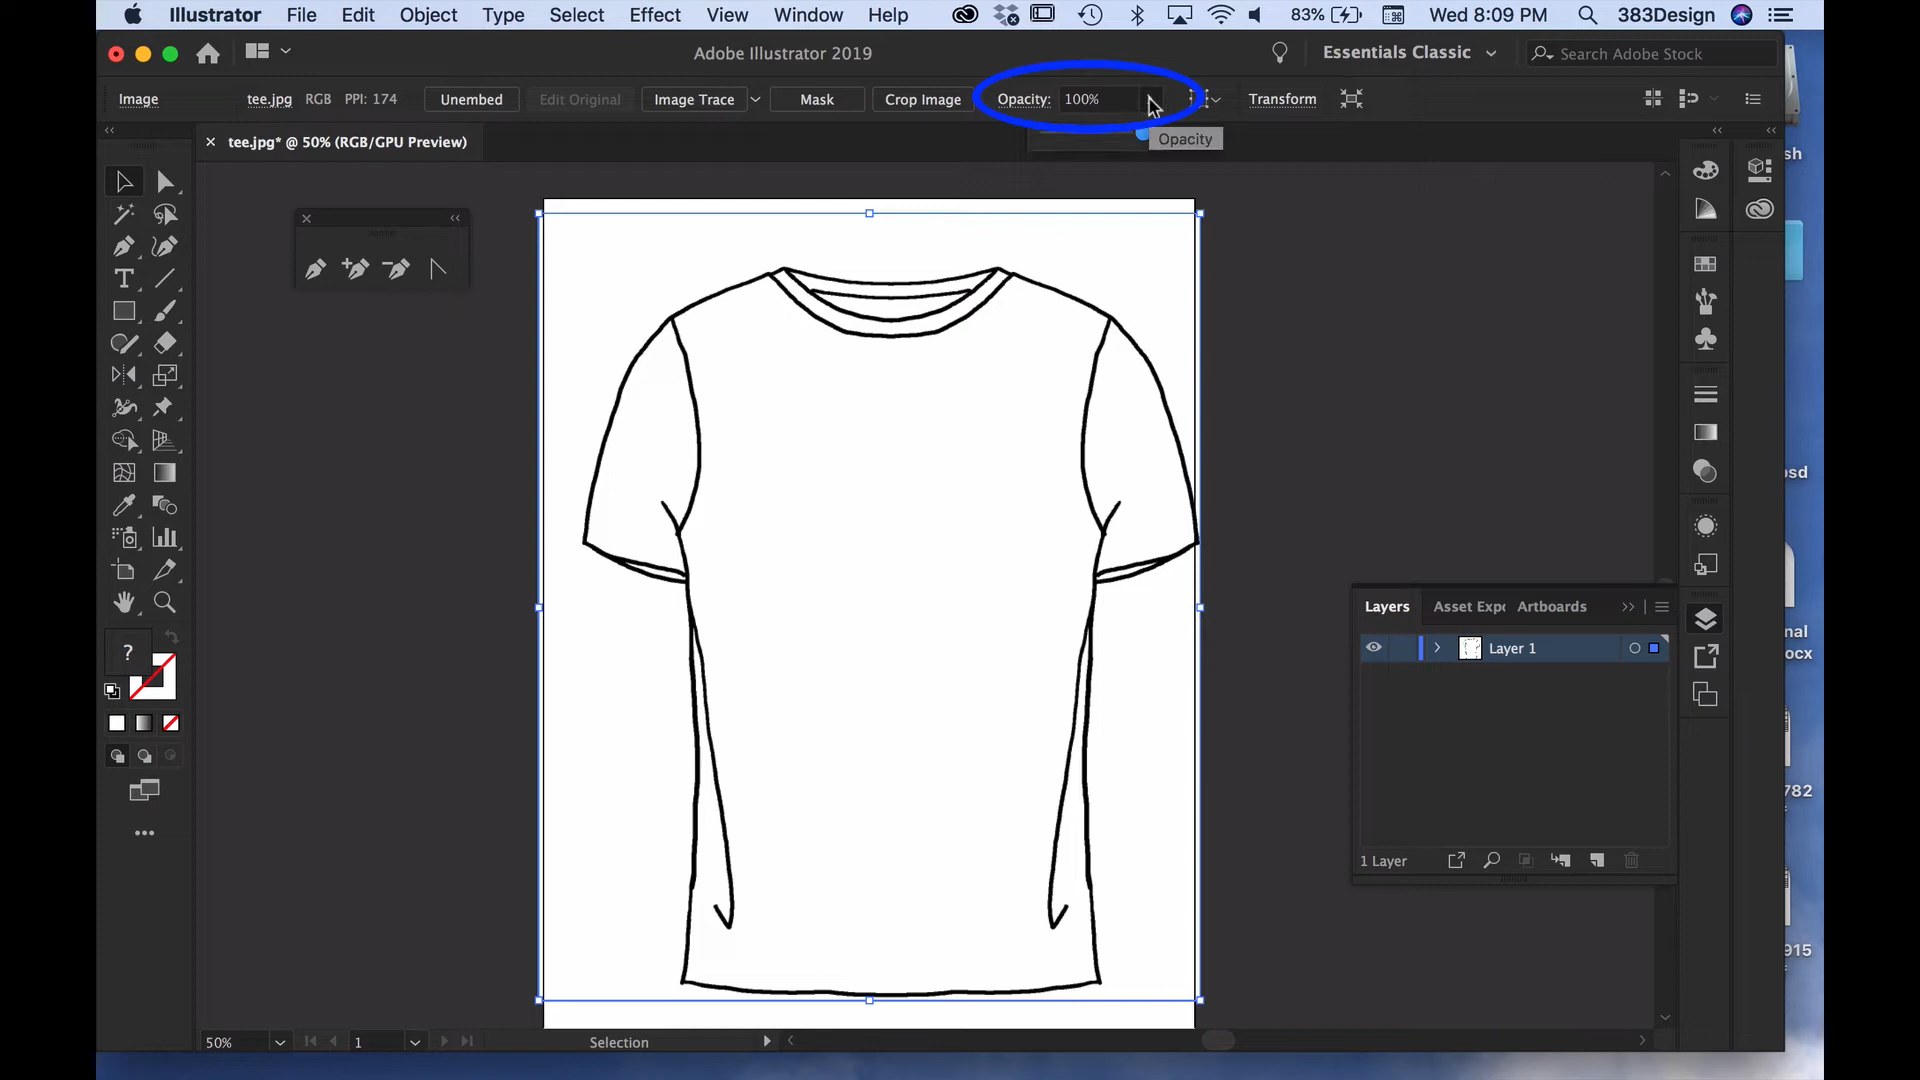 Illustrator File Edit Object Type Select Effect View Window Help 83% Wed 8:09 PM 383Design
Adobe Illustrator 2019 Essentials Classic Search Adobe Stock
Image tee.jpg RGB PPI: 174 Unembed Edit Original Image Trace Mask Crop Image Opacity: 100% Transform
× tee.jpg* @ 50% (RGB/GPU Preview)
Opacity
sh
T
sd
Layers Asset Expo Artboards
nal
Layer 1
?
ocx
782
1 Layer
915
50% 1 Selection